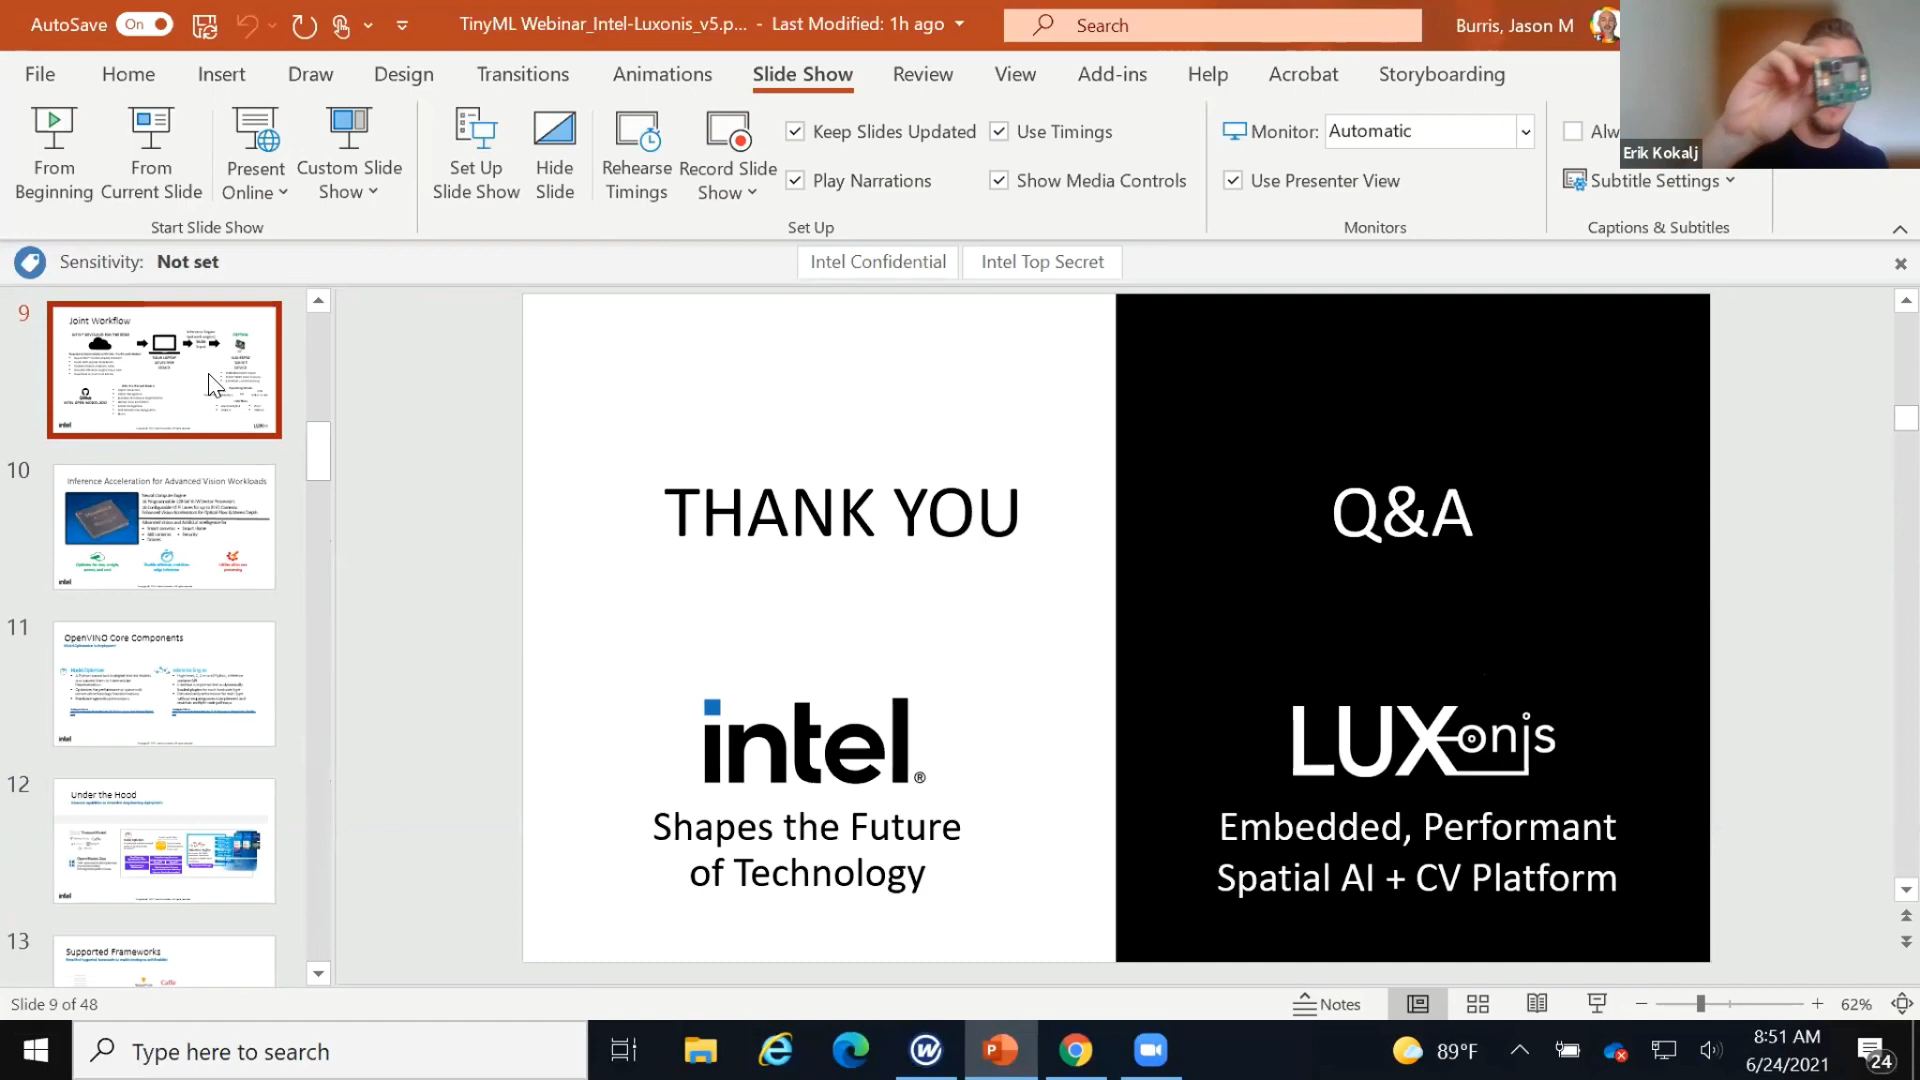 AutoSave On
TinyML Webinar_Intel-Luxonis_v5.p... - Last Modified: 1h ago
Search
Burris, Jason M
File Home Insert Draw Design Transitions Animations Slide Show Review View Add-ins Help Acrobat Storyboarding
From Beginning
From Current Slide
Present Online
Custom Slide Show
Start Slide Show
Set Up Slide Show
Hide Slide
Rehearse Timings
Record Slide Show
Keep Slides Updated
Use Timings
Play Narrations
Show Media Controls
Set Up
Monitor: Automatic
Use Presenter View
Monitors
Alw
Subtitle Settings
Captions & Subtitles
Erik Kokalj
Sensitivity: Not set
Intel Confidential
Intel Top Secret
9
Joint Workflow
intel
LUXonis
10
Inference Acceleration for Advanced Vision Workloads
intel
11
OpenVINO Core Components
intel
12
Under the Hood
intel
13
Supported Frameworks
Caffe
THANK YOU
intel®
Shapes the Future
of Technology
Q&A
LUXonis
Embedded, Performant
Spatial AI + CV Platform
Slide 9 of 48
Notes
62%
Type here to search
89°F
8:51 AM
6/24/2021
24